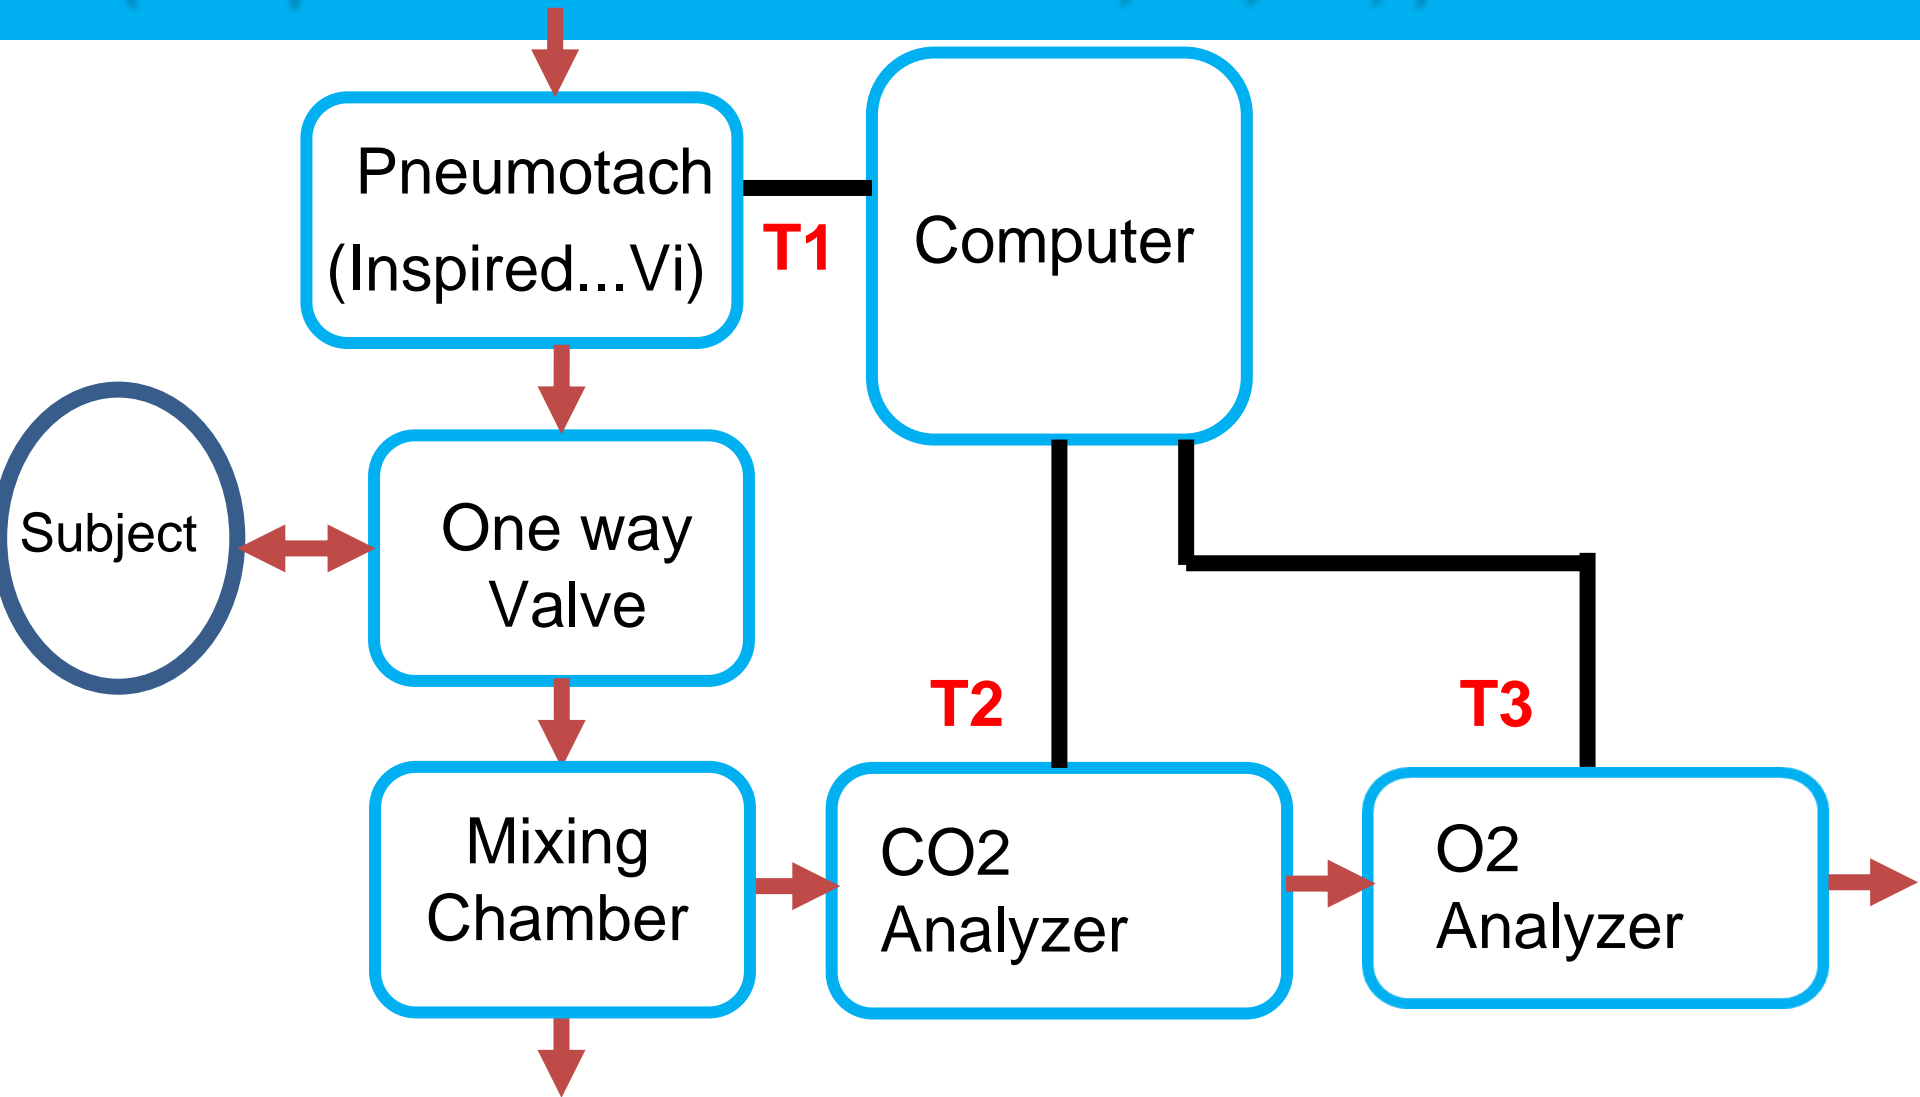 Pneumotach
(Inspired...Vi)
T1
Computer
Subject
One way
Valve
T2
T3
Mixing
Chamber
CO2
Analyzer
O2
Analyzer